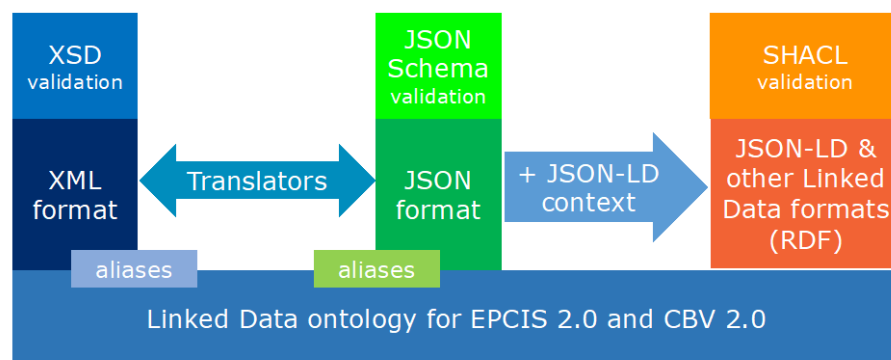 XSD
validation
JSON
Schema
validation
SHACL
validation
XML
format
Translators
JSON
format
+ JSON-LD
context
JSON-LD &
other Linked
Data formats
(RDF)
aliases
aliases
Linked Data ontology for EPCIS 2.0 and CBV 2.0